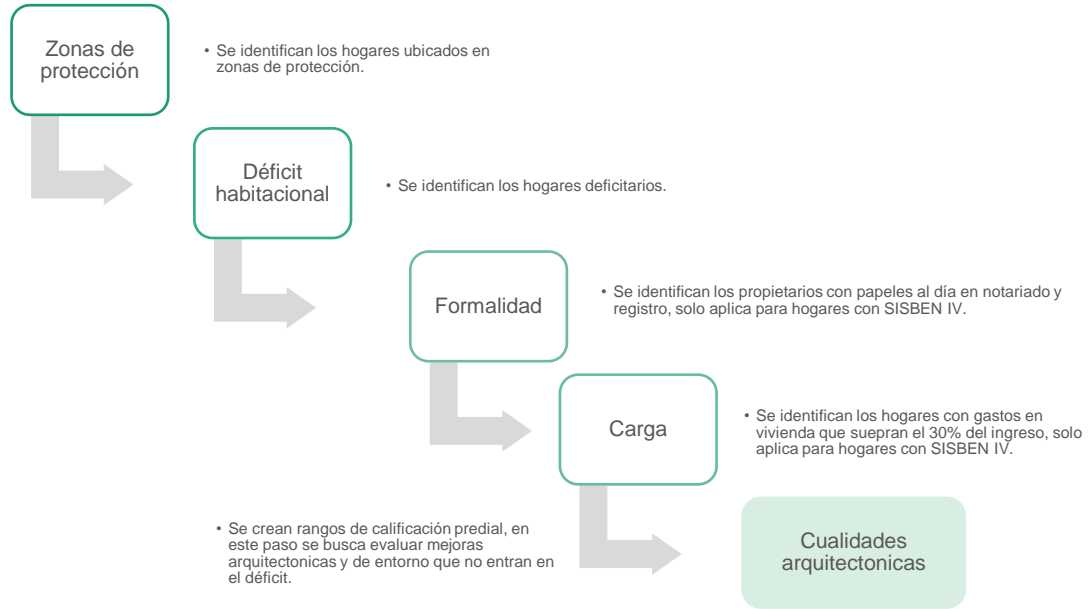 Zonas de
protección
• Se identifican los hogares ubicados en
zonas de protección.
Déficit
habitacional
• Se identifican los hogares deficitarios.
Formalidad
• Se identifican los propietarios con papeles al día en notariado y
registro, solo aplica para hogares con SISBEN IV.
Carga
• Se identifican los hogares con gastos en
vivienda que suepran el 30% del ingreso, solo
aplica para hogares con SISBEN IV.
• Se crean rangos de calificación predial, en
este paso se busca evaluar mejoras
arquitectonicas y de entorno que no entran en
el déficit.
Cualidades
arquitectonicas